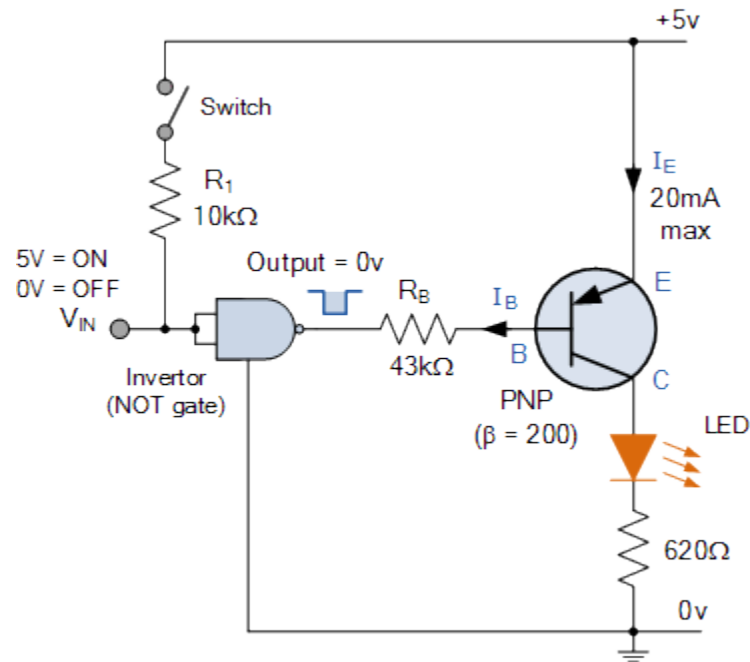 +5v
Switch
R1
10kΩ
IE
20mA
max
5V = ON
0V = OFF
VIN
Output = 0v
RB
43kΩ
IB
E
B
C
Invertor
(NOT gate)
PNP
(β = 200)
LED
620Ω
0v